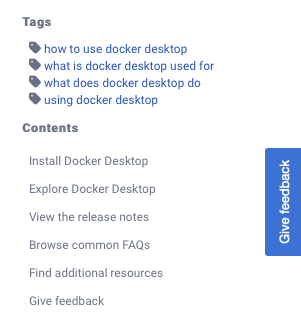 Tags
how to use docker desktop
what is docker desktop used for
what does docker desktop do
using docker desktop
Contents
Install Docker Desktop
Explore Docker Desktop
View the release notes
Browse common FAQs
Find additional resources
Give feedback
Give feedback